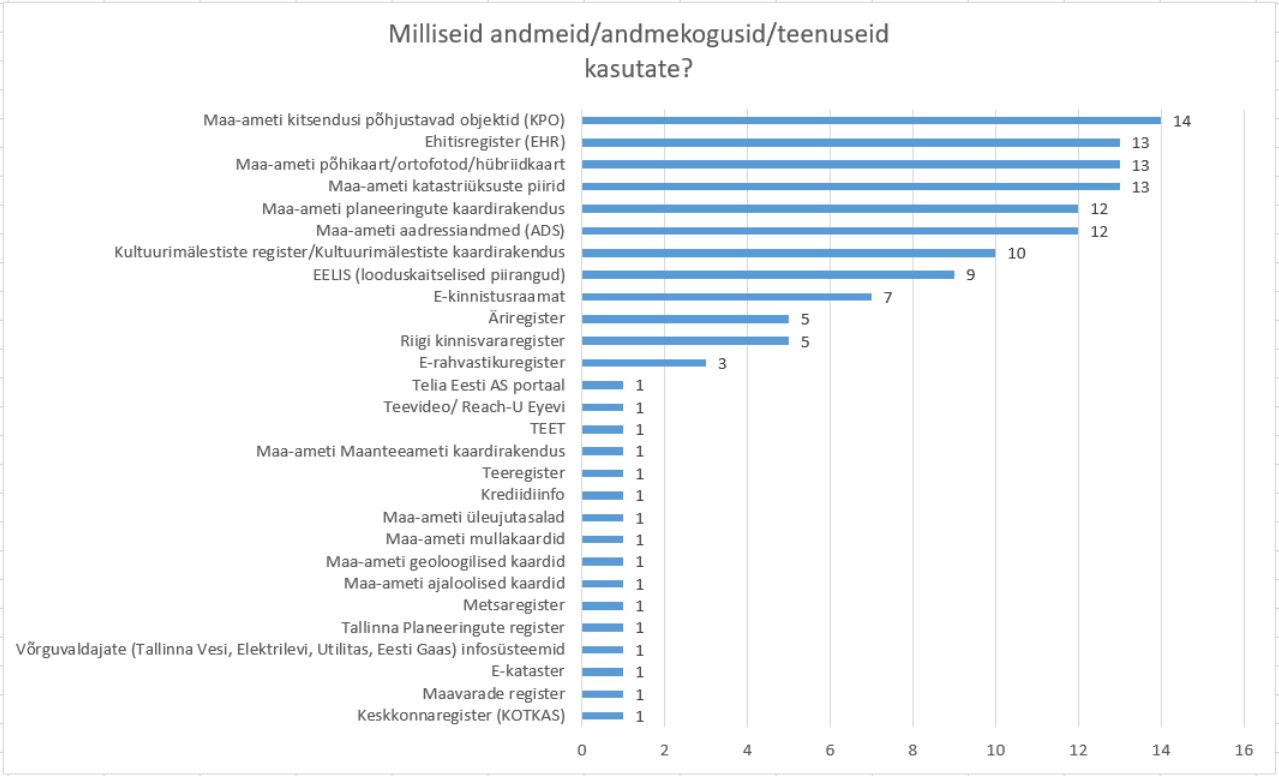 Milliseid andmeid/andmekogusid/teenuseid
kasutate?
Maa-ameti kitsendusi põhjustavad objektid (KPO) 14
Ehitisregister (EHR) 13
Maa-ameti põhikaart/ortofotod/hübriidkaart 13
Maa-ameti katastriüksuste piirid 13
Maa-ameti planeeringute kaardirakendus 12
Maa-ameti aadressiandmed (ADS) 12
Kultuurimälestiste register/Kultuurimälestiste kaardirakendus 10
EELIS (looduskaitselised piirangud) 9
E-kinnistusraamat 7
Äriregister 5
Riigi kinnisvararegister 5
E-rahvastikuregister 3
Telia Eesti AS portaal 1
Teevideo/ Reach-U Eyevi 1
TEET 1
Maa-ameti Maanteeameti kaardirakendus 1
Teeregister 1
Krediidiinfo 1
Maa-ameti üleujutasalad 1
Maa-ameti mullakaardid 1
Maa-ameti geoloogilised kaardid 1
Maa-ameti ajaloolised kaardid 1
Metsaregister 1
Tallinna Planeeringute register 1
Võrguvaldajate (Tallinna Vesi, Elektrilevi, Utilitas, Eesti Gaas) infosüsteemid 1
E-kataster 1
Maavarade register 1
Keskkonnaregister (KOTKAS) 1
0 2 4 6 8 10 12 14 16